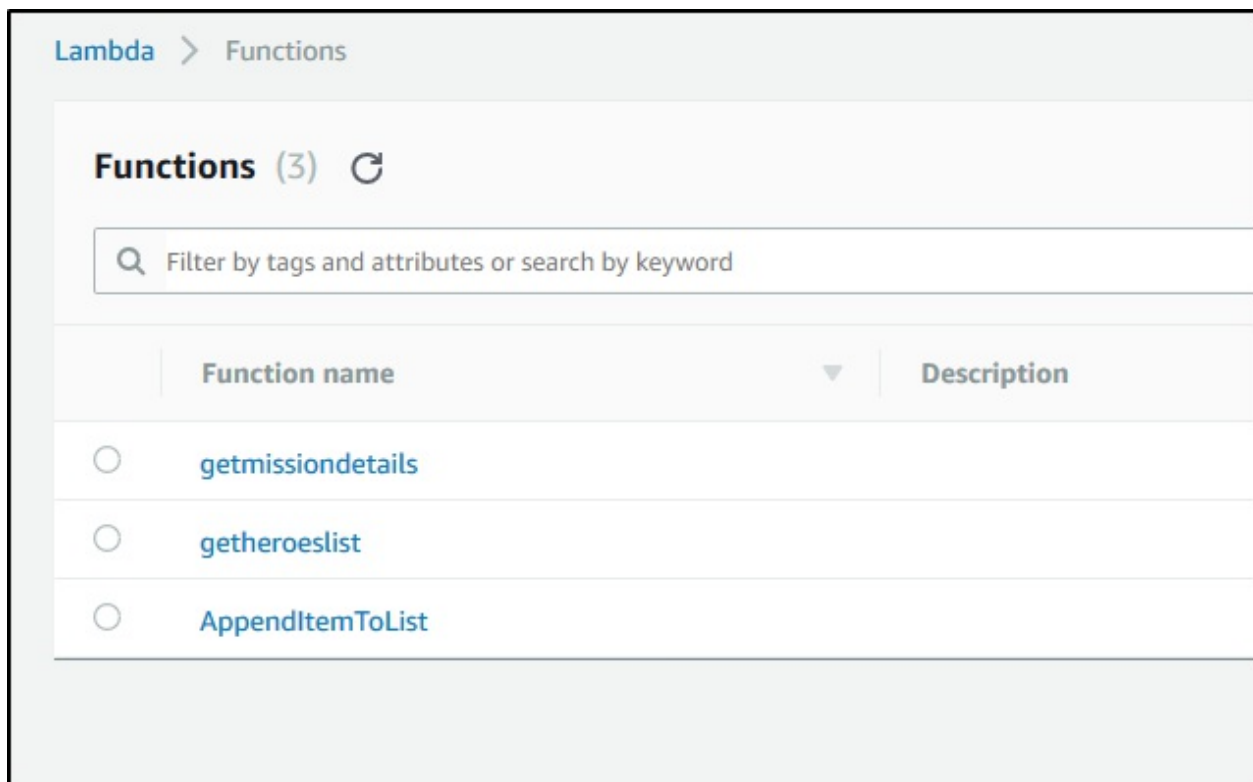 Lambda > Functions
Functions (3)
Filter by tags and attributes or search by keyword
Function name Description
getmissiondetails
getheroeslist
AppendItemToList